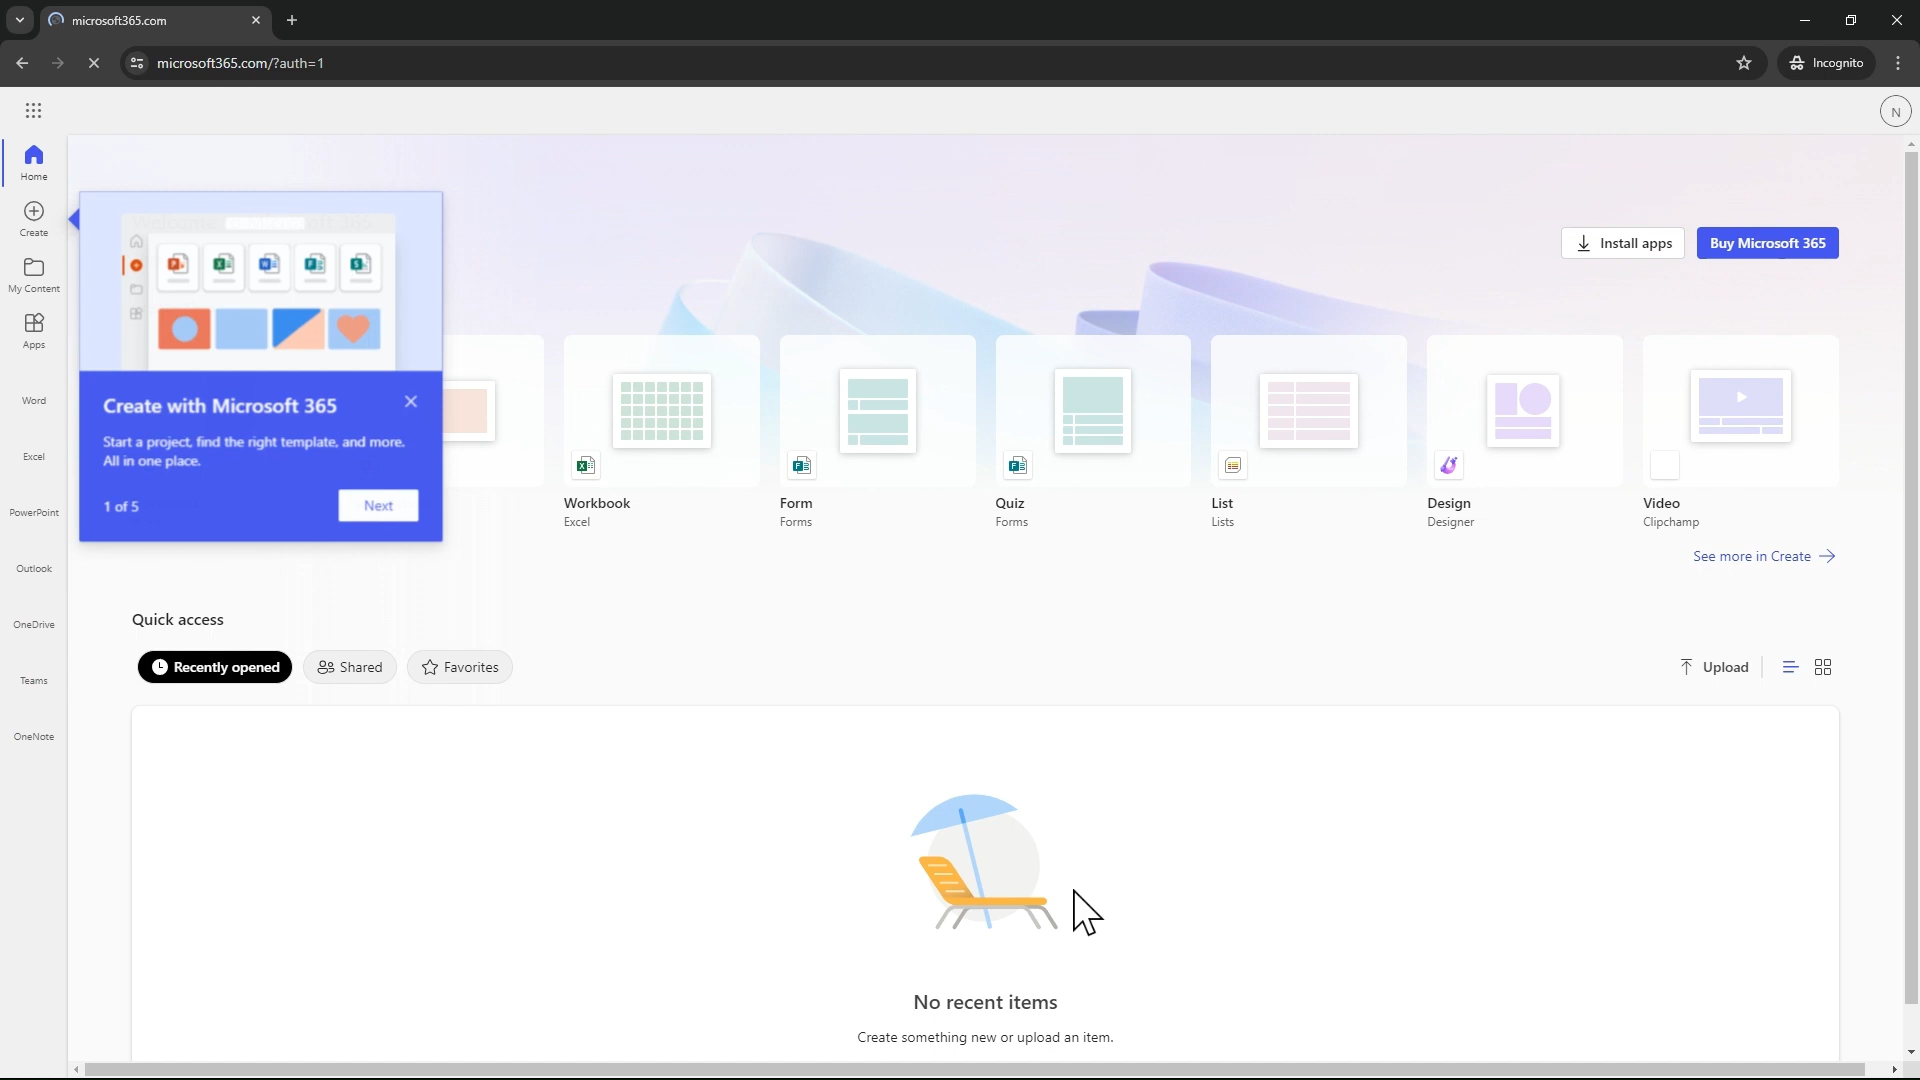 microsoft365.com
microsoft365.com/?auth=1
Incognito
N
Home
Create
My Content
Apps
Word
Excel
PowerPoint
Outlook
OneDrive
Teams
OneNote
Install apps
Buy Microsoft 365
Create with Microsoft 365
Start a project, find the right template, and more.
All in one place.
1 of 5
Next
Workbook
Excel
Form
Forms
Quiz
Forms
List
Lists
Design
Designer
Video
Clipchamp
See more in Create
Quick access
Recently opened
Shared
Favorites
Upload
No recent items
Create something new or upload an item.